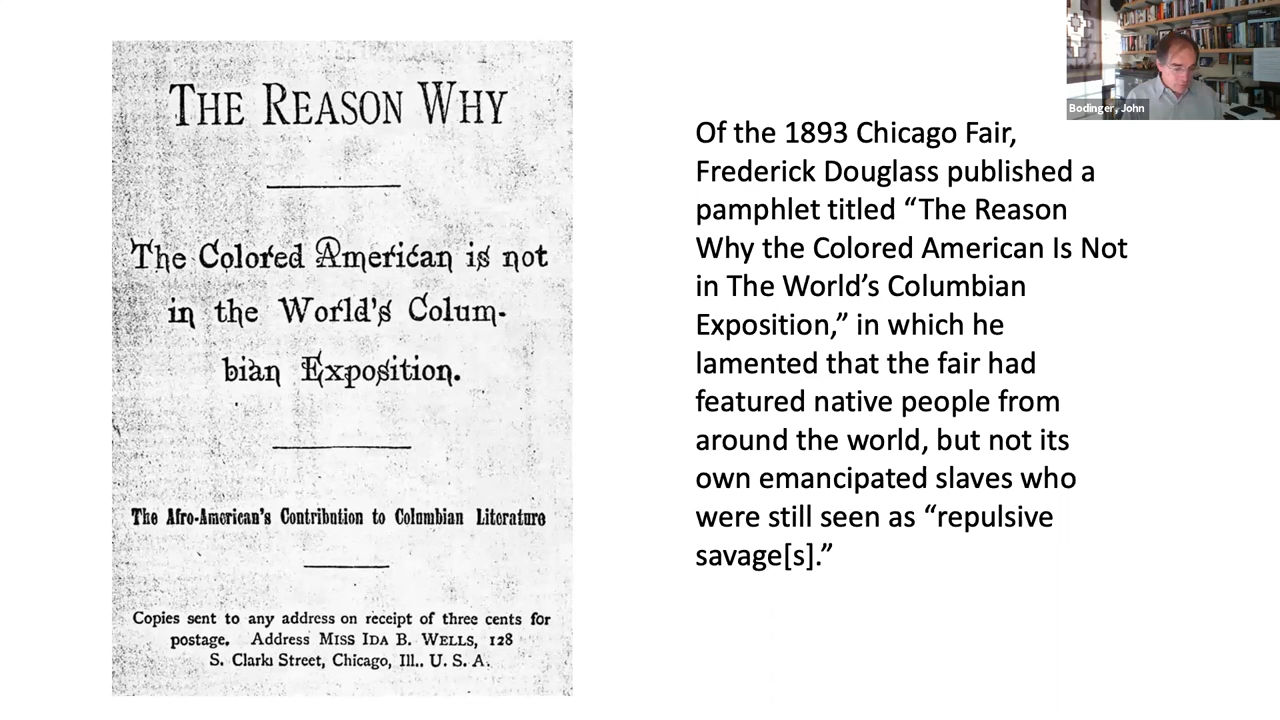 THE REASON WHY
The Colored American is not
in the World's Colum-
bian Exposition.
The Afro-American's Contribution to Columbian Literature
Copies sent to any address on receipt of three cents for
postage. Address MISS IDA B. WELLS, 128
S. Clark Street, Chicago, Ill., U. S. A.
Of the 1893 Chicago Fair,
Frederick Douglass published a
pamphlet titled “The Reason
Why the Colored American Is Not
in The World’s Columbian
Exposition,” in which he
lamented that the fair had
featured native people from
around the world, but not its
own emancipated slaves who
were still seen as “repulsive
savage[s].”
Bodinger, John